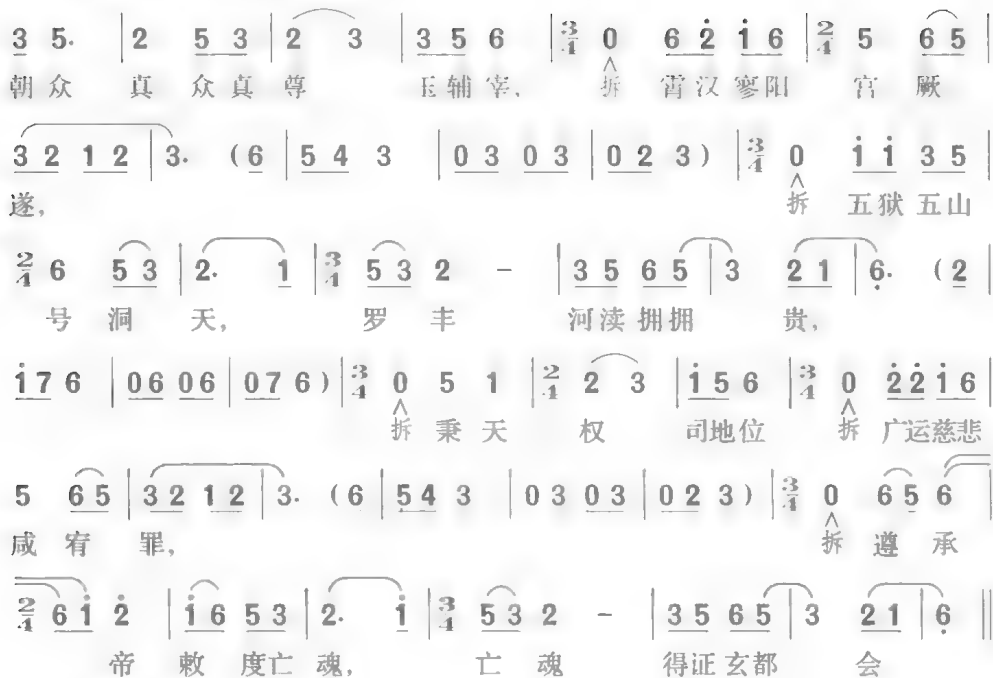 3 5. | 2 5 3 | 2 3 | 3 5 6 | 3/4 0 6 2̇ 1̇ 6 | 2/4 5 6 5 |
朝众 真 众真 尊 玉辅宰, 拆 霄汉寥阳 宫 厥
3 2 1 2 | 3. (6 | 5 4 3 | 0 3 0 3 | 0 2 3) | 3/4 0 1̇ 1̇ 3 5
遂, 拆 五狱五山
2/4 6 5 3 | 2. 1 | 3/4 5 3 2 - | 3 5 6 5 | 3 2 1 | 6̣. (2
号 洞 天, 罗 丰 河渎拥拥 贵,
1̇ 7 6 | 0 6 0 6 | 0 7 6) | 3/4 0 5 1 | 2/4 2 3 | 1̇ 5 6 | 3/4 0 2̇ 2̇ 1̇ 6
拆 秉 天 权 司地位 拆 广运慈悲
5 6 5 | 3 2 1 2 | 3. (6 | 5 4 3 | 0 3 0 3 | 0 2 3) | 3/4 0 6 5 6
咸 宥 罪, 拆 遵 承
2/4 6 1̇ 2̇ | 1̇ 6 5 3 | 2. 1̇ | 3/4 5 3 2 - | 3 5 6 5 | 3 2 1 | 6̣ ‖
帝 敕 度亡 魂, 亡 魂 得证玄都 会